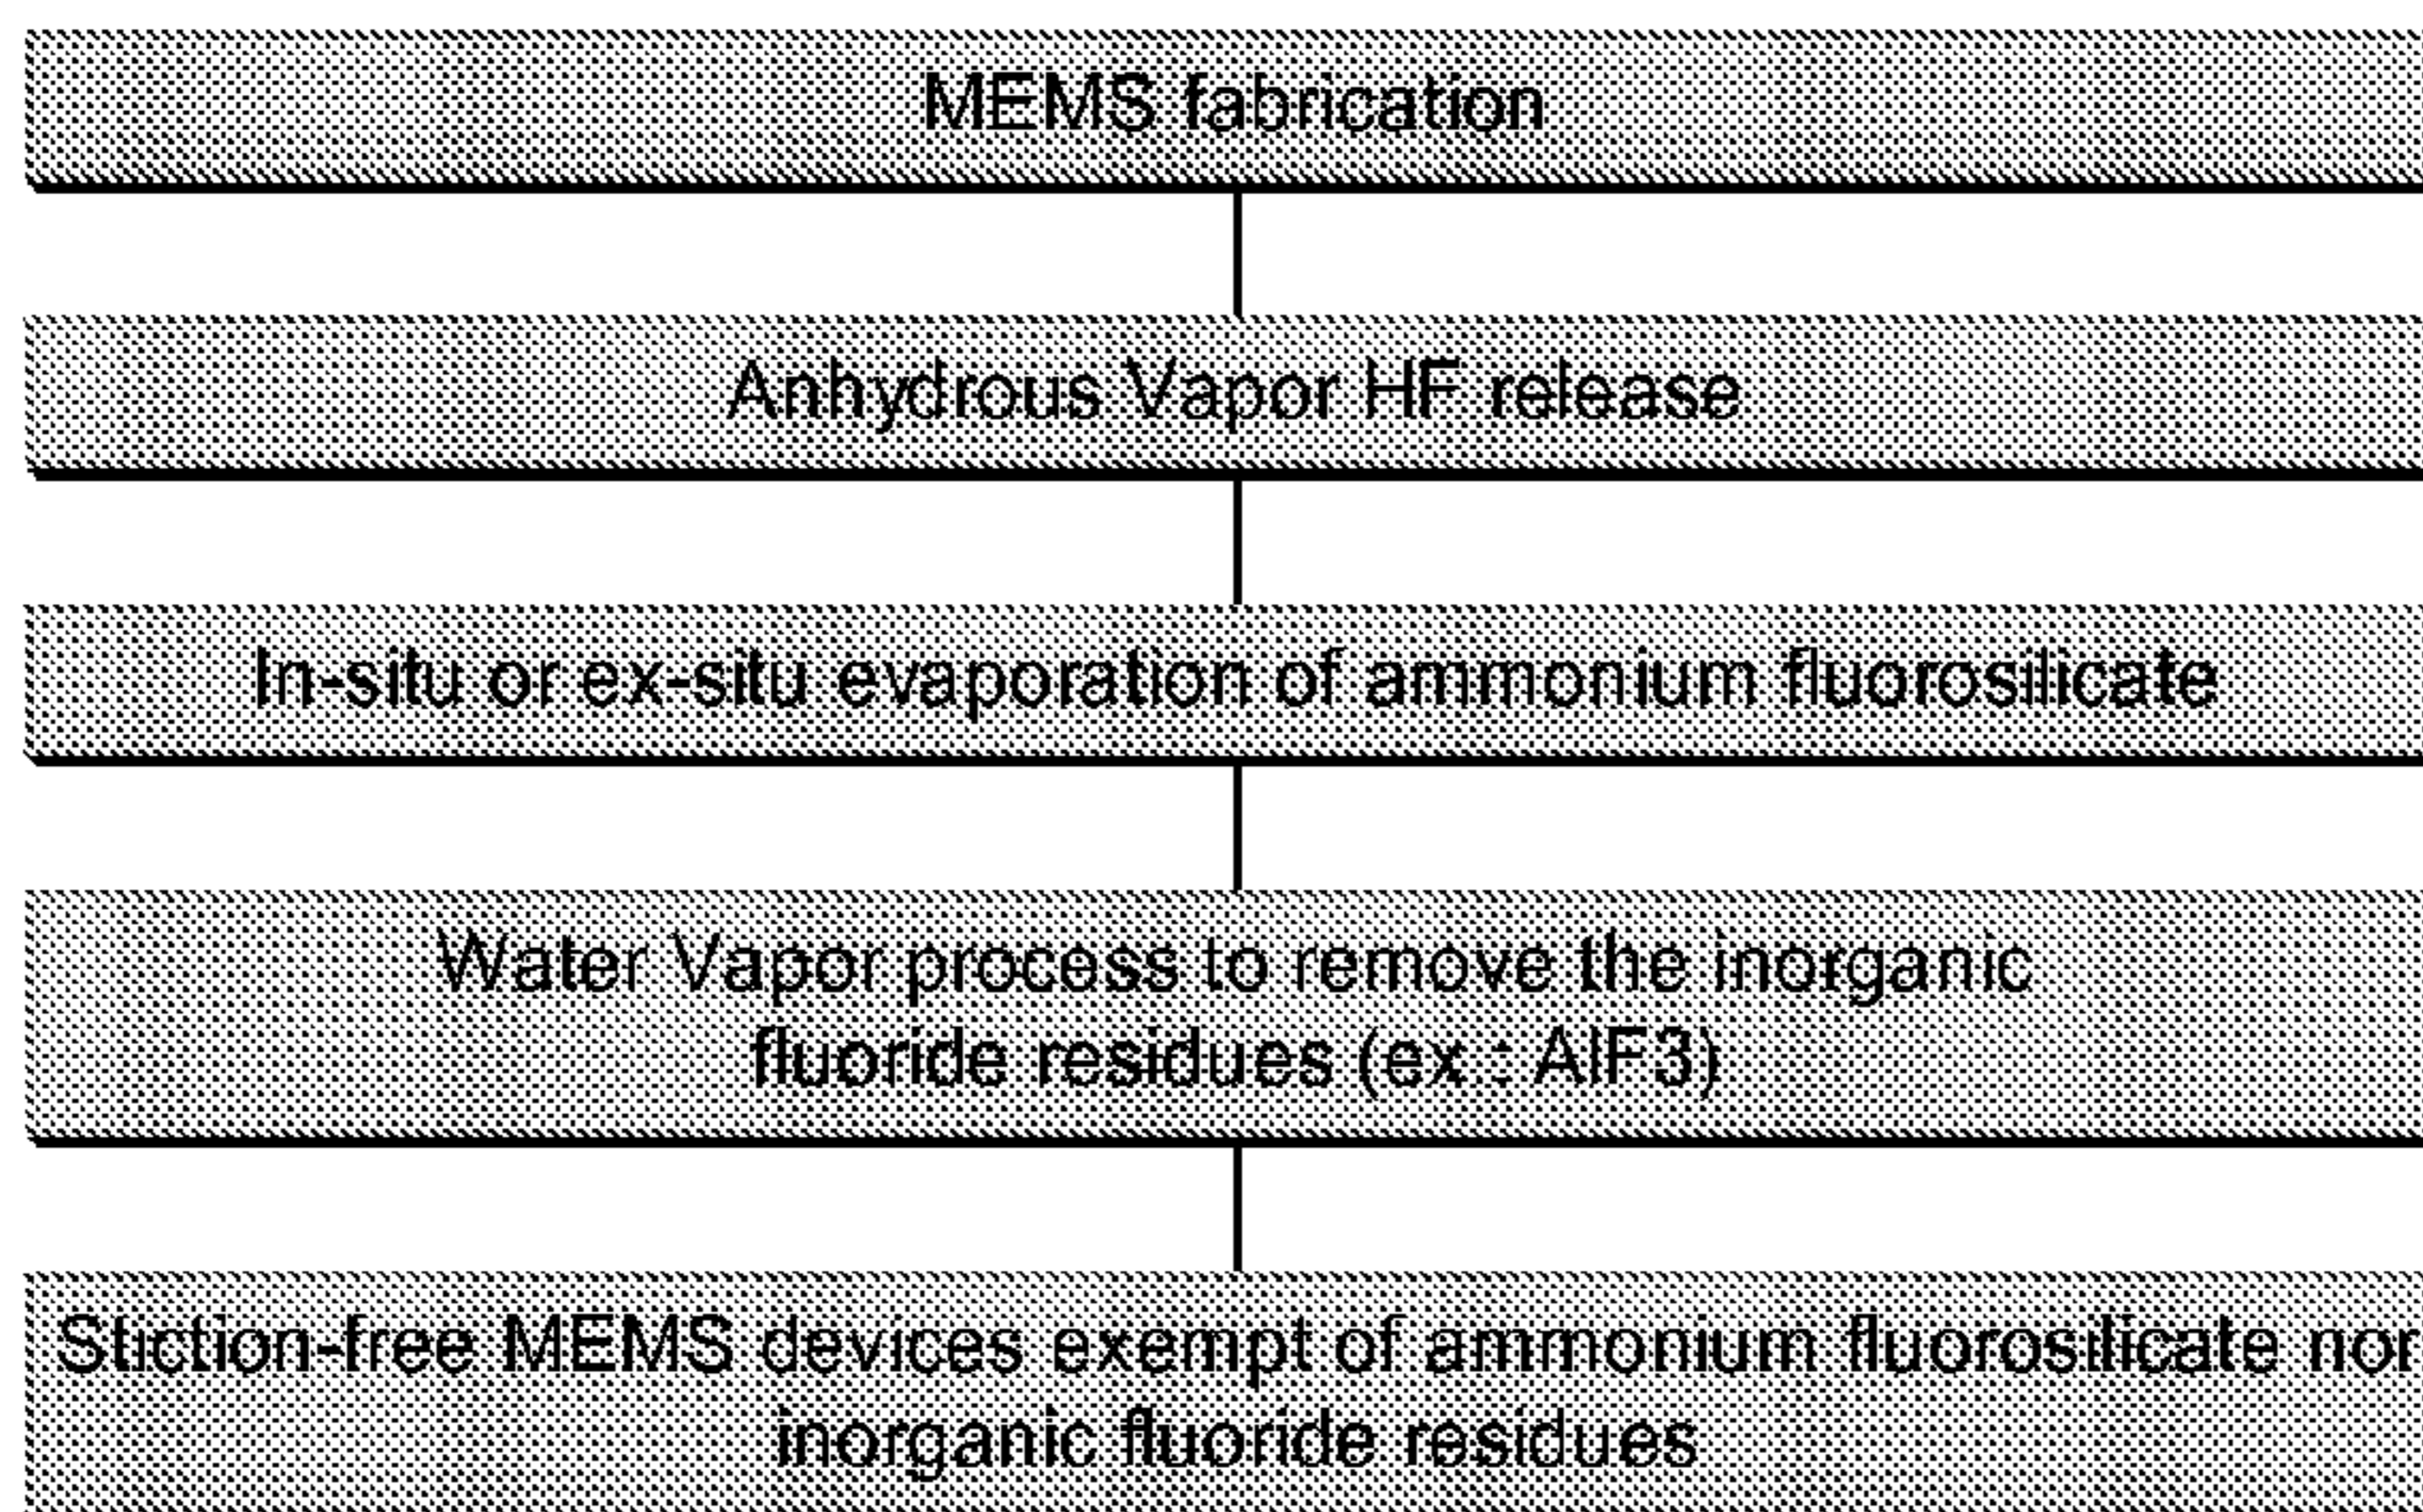 MEMS fabrication
Anhydrous Vapor HF release
In-situ or ex-situ evaporation of ammonium fluorosilicate
Water Vapor process to remove the inorganic
fluoride residues (ex : AlF3)
Stiction-free MEMS devices exempt of ammonium fluorosilicate nor
inorganic fluoride residues